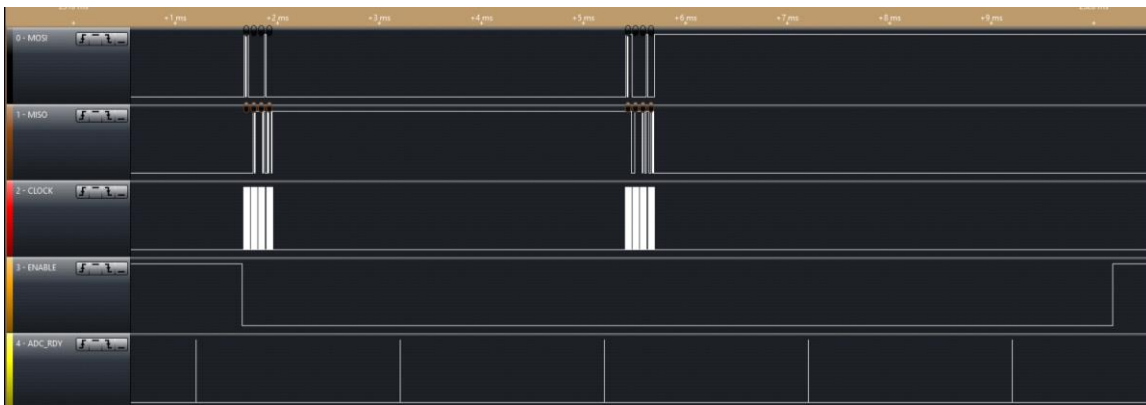 +1 ms +2 ms +3 ms +4 ms +5 ms +6 ms +7 ms +8 ms +9 ms
0 - MOSI
1 - MISO
2 - CLOCK
3 - ENABLE
4 - ADC_RDY